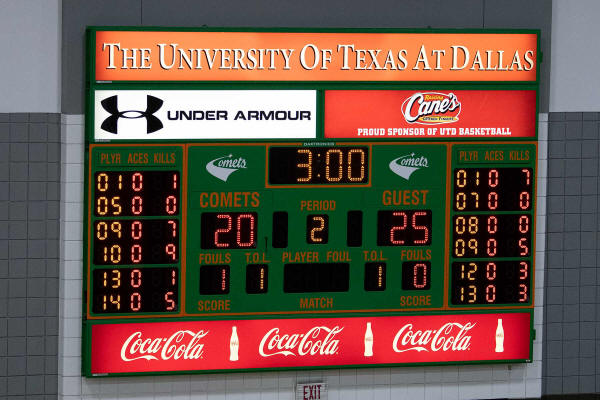 THE UNIVERSITY OF TEXAS AT DALLAS
UNDER ARMOUR
Raising Cane's
CHICKEN FINGERS
PROUD SPONSOR OF UTD BASKETBALL
DAKTRONICS
PLYR ACES KILLS
01 0 1
05 0 0
09 0 7
10 0 9
13 0 1
14 0 5
Comets
3:00
Comets
COMETS
GUEST
20
PERIOD
2
25
FOULS T.O.L. PLAYER FOUL T.O.L. FOULS
1 1 1 0
SCORE MATCH SCORE
PLYR ACES KILLS
01 0 7
07 0 0
08 0 0
09 0 5
12 0 3
13 0 3
Coca-Cola Coca-Cola Coca-Cola
EXIT